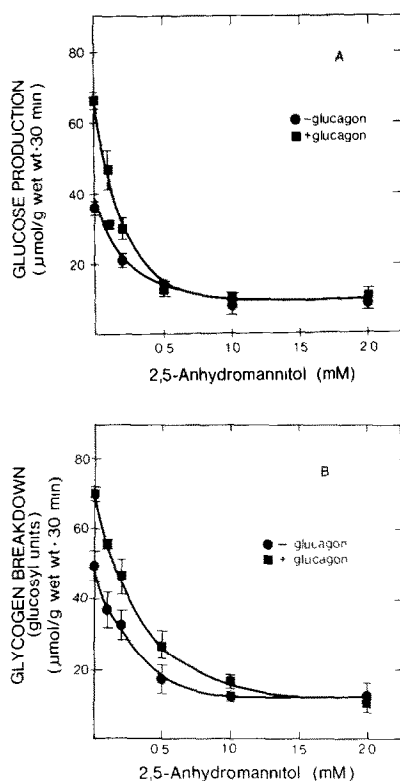 A
80
60
40
20
GLUCOSE PRODUCTION
(μmol/g wet wt·30 min)
−glucagon
+glucagon
0.5
1.0
1.5
2.0
2,5-Anhydromannitol (mM)
B
80
60
40
20
GLYCOGEN BREAKDOWN
(glucosyl units)
(μmol/g wet wt·30 min)
− glucagon
+ glucagon
0.5
1.0
1.5
2.0
2,5-Anhydromannitol (mM)